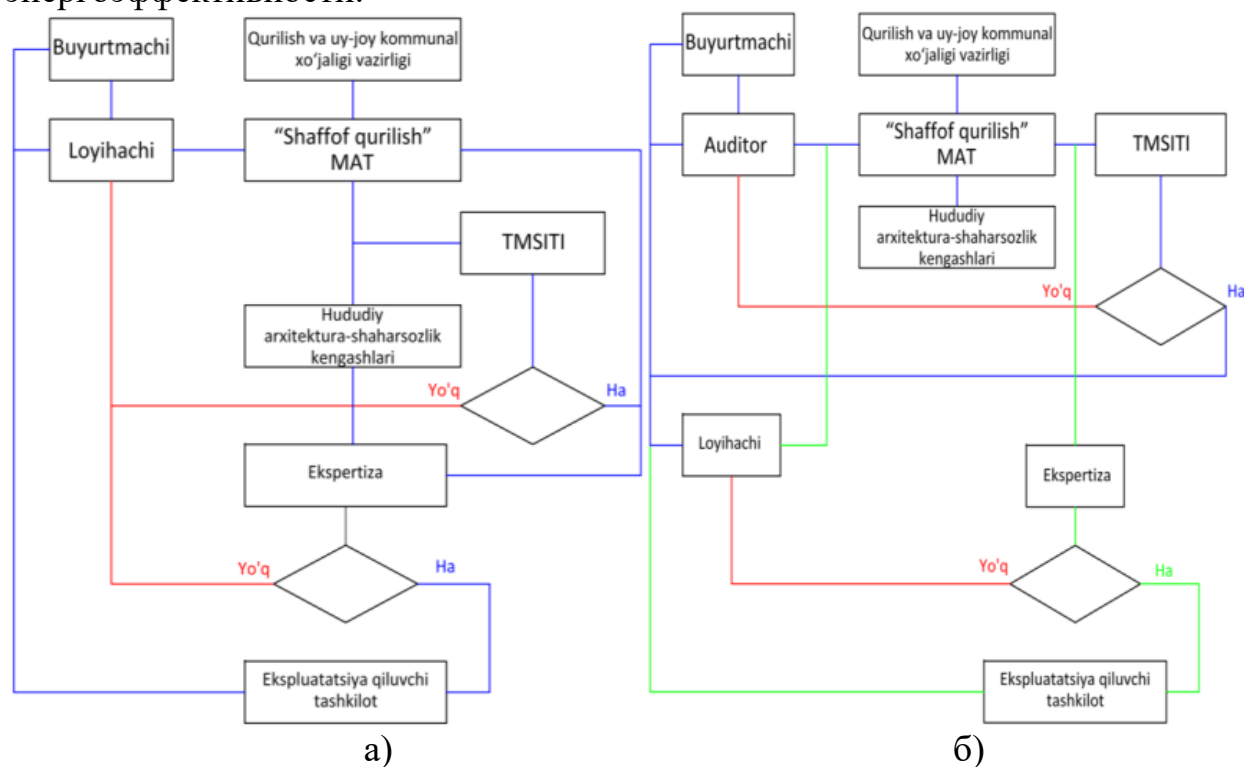 энергоэффективности.
Buyurtmachi
Qurilish va uy-joy kommunal
xo‘jaligi vazirligi
Loyihachi
“Shaffof qurilish”
MAT
TMSITI
Hududiy
arxitektura-shaharsozlik
kengashlari
Yo'q
Ha
Ekspertiza
Yo'q
Ha
Ekspluatatsiya qiluvchi
tashkilot
а)
Buyurtmachi
Qurilish va uy-joy kommunal
xo‘jaligi vazirligi
Auditor
“Shaffof qurilish”
MAT
TMSITI
Hududiy
arxitektura-shaharsozlik
kengashlari
Yo'q
Ha
Loyihachi
Ekspertiza
Yo'q
Ha
Ekspluatatsiya qiluvchi
tashkilot
б)